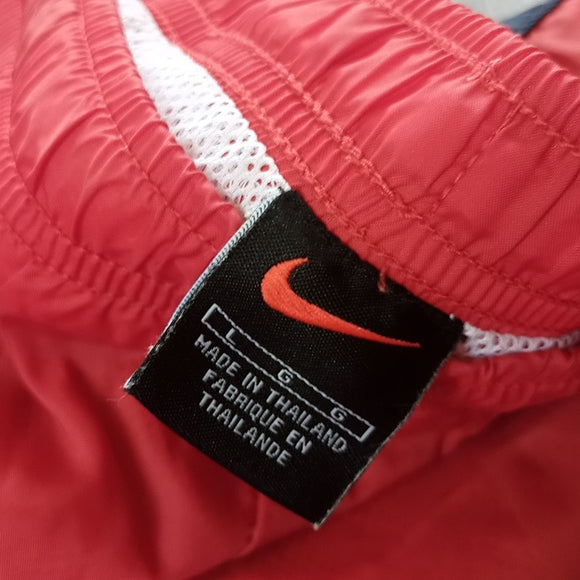 L G G
MADE IN THAILAND
FABRIQUE EN
THAILANDE